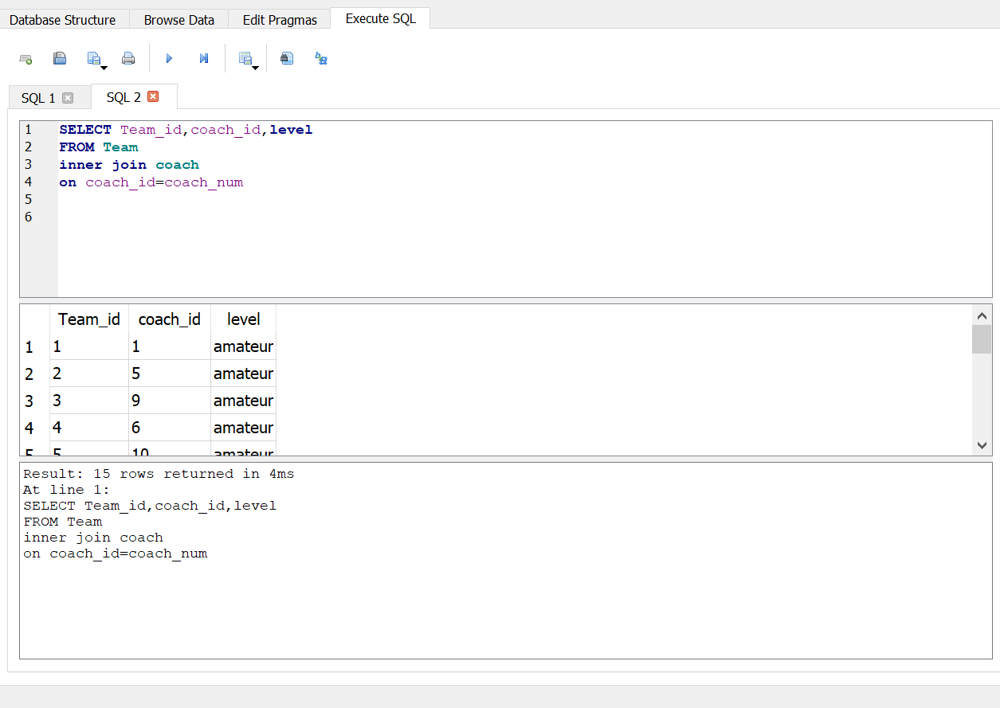 Database Structure Browse Data Edit Pragmas Execute SQL
SQL 1 SQL 2
1 SELECT Team_id,coach_id,level
2 FROM Team
3 inner join coach
4 on coach_id=coach_num
5
6
Team_id coach_id level
1 1 1 amateur
2 2 5 amateur
3 3 9 amateur
4 4 6 amateur
5 5 10 amateur
Result: 15 rows returned in 4ms
At line 1:
SELECT Team_id,coach_id,level
FROM Team
inner join coach
on coach_id=coach_num